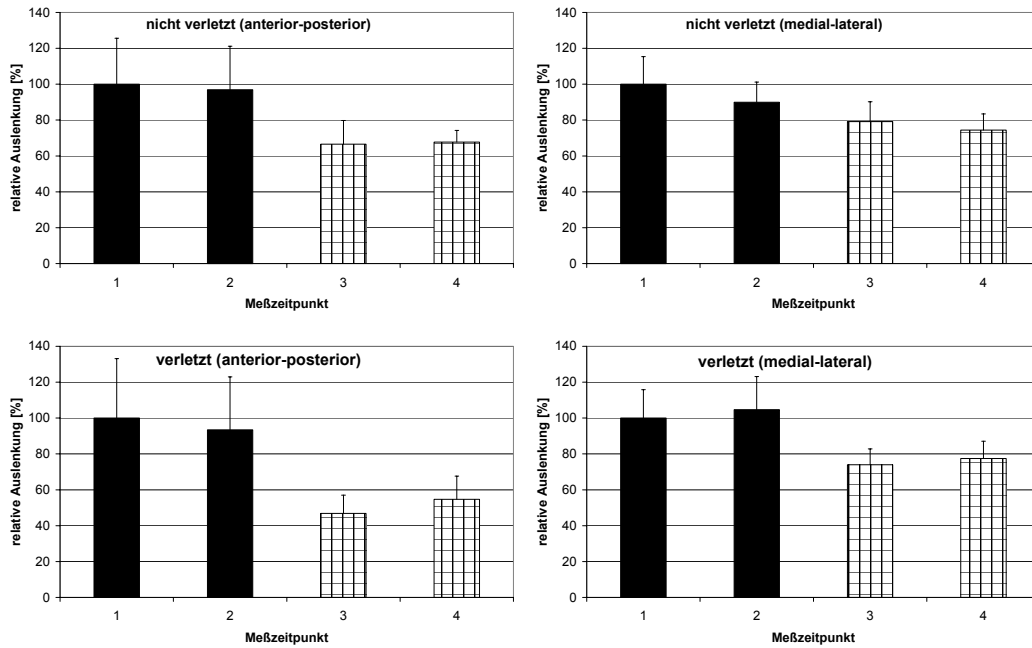 nicht verletzt (anterior-posterior)
relative Auslenkung [%]
140
120
100
80
60
40
20
0
1 2 3 4
Meßzeitpunkt
nicht verletzt (medial-lateral)
relative Auslenkung [%]
140
120
100
80
60
40
20
0
1 2 3 4
Meßzeitpunkt
verletzt (anterior-posterior)
relative Auslenkung [%]
140
120
100
80
60
40
20
0
1 2 3 4
Meßzeitpunkt
verletzt (medial-lateral)
relative Auslenkung [%]
140
120
100
80
60
40
20
0
1 2 3 4
Meßzeitpunkt